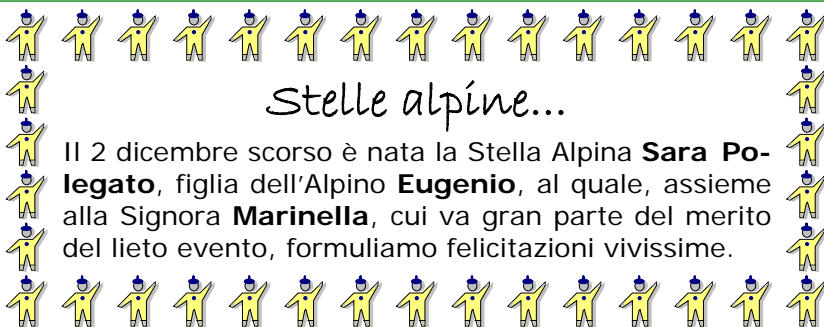 Stelle alpine...
Il 2 dicembre scorso è nata la Stella Alpina Sara Po-
legato, figlia dell'Alpino Eugenio, al quale, assieme
alla Signora Marinella, cui va gran parte del merito
del lieto evento, formuliamo felicitazioni vivissime.